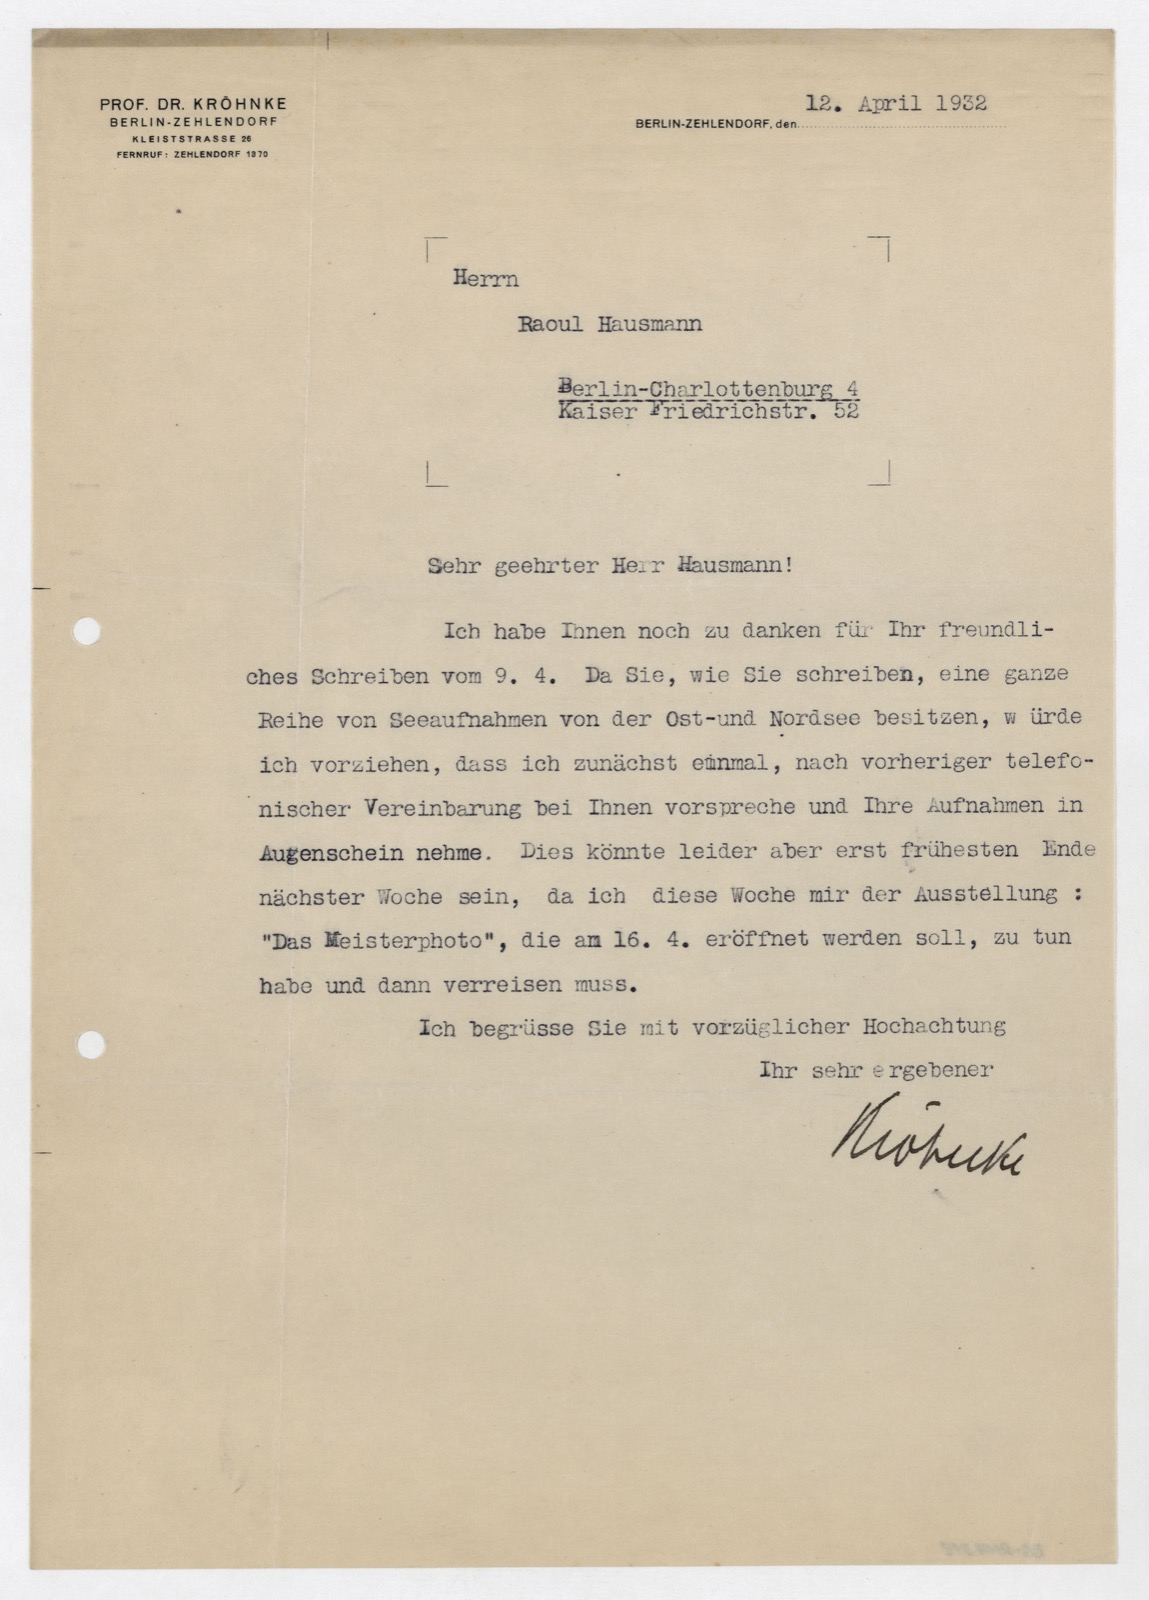 PROF. DR. KRÖHNKE
BERLIN-ZEHLENDORF
KLEISTSTRASSE 26
FERNRUF: ZEHLENDORF 1370
12. April 1932
BERLIN-ZEHLENDORF, den
Herrn
Raoul Hausmann
Berlin-Charlottenburg 4
Kaiser Friedrichstr. 52
Sehr geehrter Herr Hausmann!
Ich habe Ihnen noch zu danken für Ihr freundli-
ches Schreiben vom 9. 4. Da Sie, wie Sie schreiben, eine ganze
Reihe von Seeaufnahmen von der Ost-und Nordsee besitzen, w ürde
ich vorziehen, dass ich zunächst einmal, nach vorheriger telefo-
nischer Vereinbarung bei Ihnen vorspreche und Ihre Aufnahmen in
Augenschein nehme. Dies könnte leider aber erst frühesten Ende
nächster Woche sein, da ich diese Woche mir der Ausstellung :
"Das Meisterphoto", die am 16. 4. eröffnet werden soll, zu tun
habe und dann verreisen muss.
Ich begrüsse Sie mit vorzüglicher Hochachtung
Ihr sehr ergebener
Kröhnke